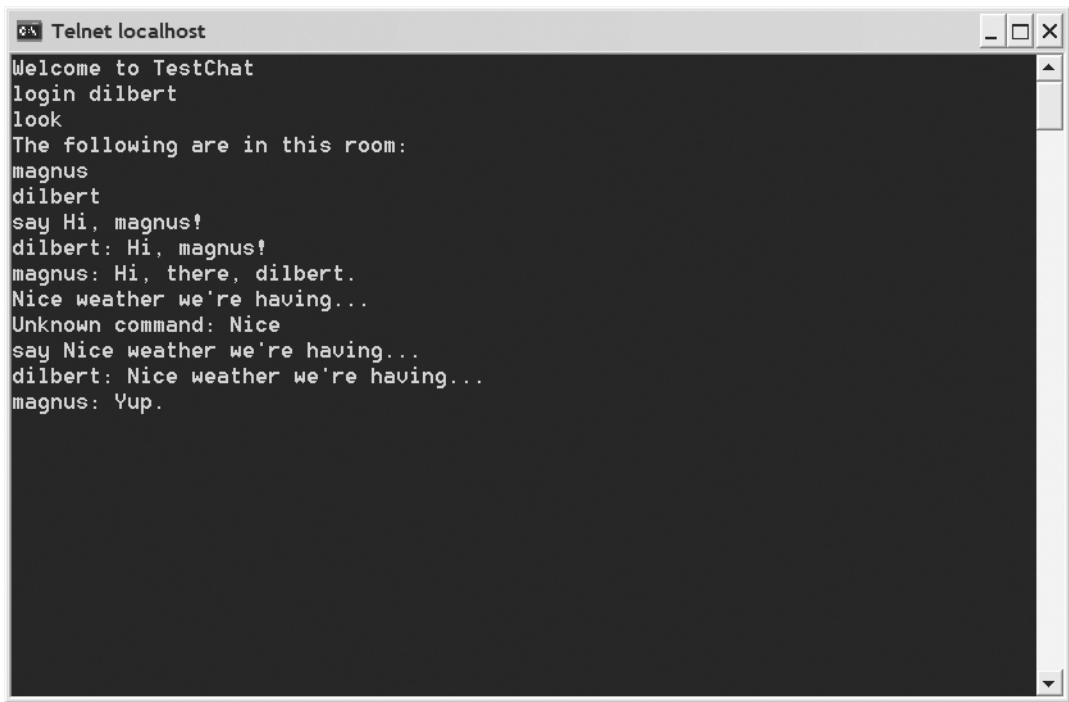 Telnet localhost
Welcome to TestChat
login dilbert
look
The following are in this room:
magnus
dilbert
say Hi, magnus!
dilbert: Hi, magnus!
magnus: Hi, there, dilbert.
Nice weather we're having...
Unknown command: Nice
say Nice weather we're having...
dilbert: Nice weather we're having...
magnus: Yup.